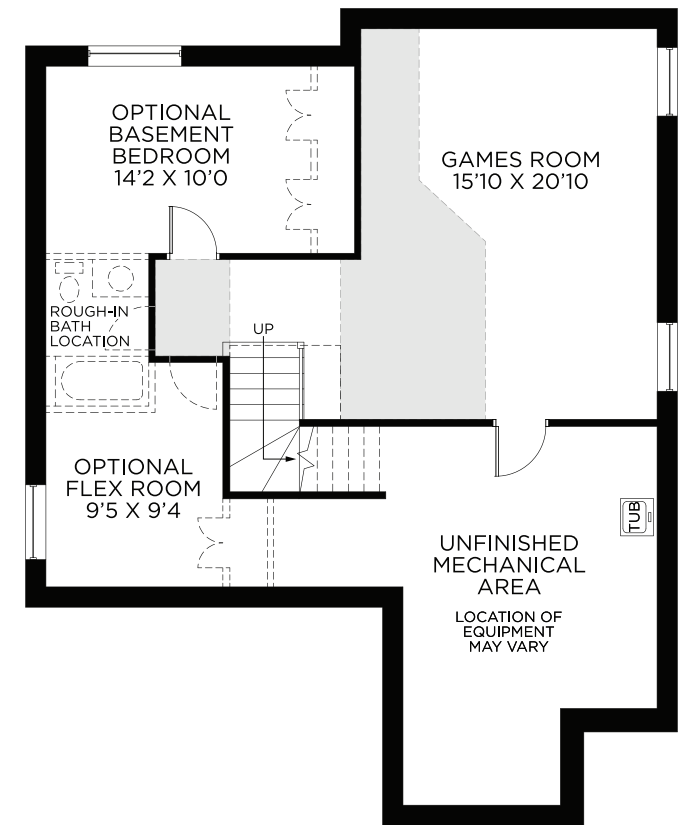 OPTIONAL
BASEMENT
BEDROOM
14'2 X 10'0
GAMES ROOM
15'10 X 20'10
ROUGH-IN
BATH
LOCATION
UP
OPTIONAL
FLEX ROOM
9'5 X 9'4
TUB
UNFINISHED
MECHANICAL
AREA
LOCATION OF
EQUIPMENT
MAY VARY